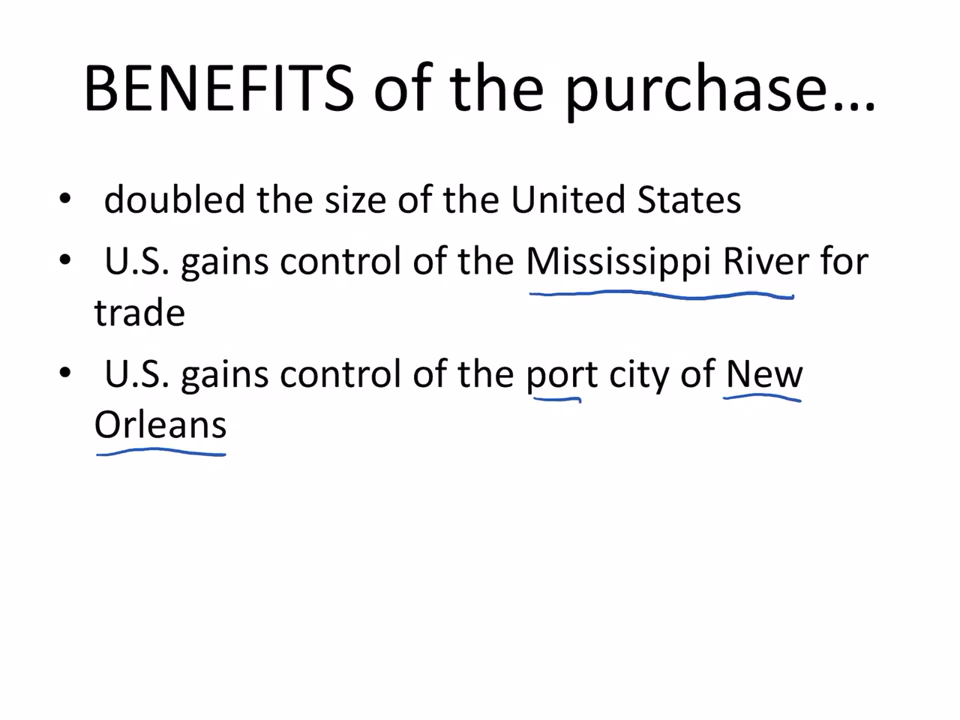 BENEFITS of the purchase...
• doubled the size of the United States
• U.S. gains control of the Mississippi River for
trade
• U.S. gains control of the port city of New
Orleans